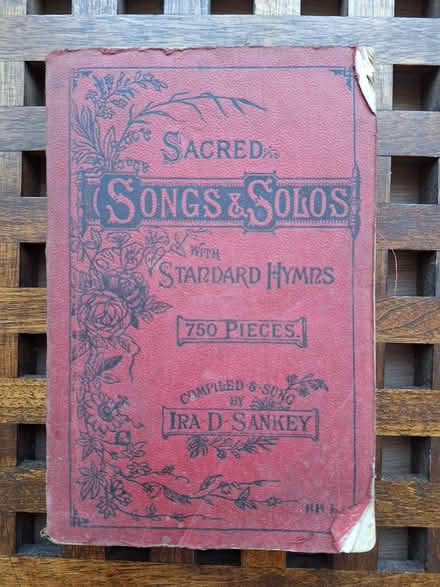 SACRED
SONGS & SOLOS
WITH
STANDARD HYMNS
750 PIECES.
COMPILED & SUNG
BY
IRA·D·SANKEY